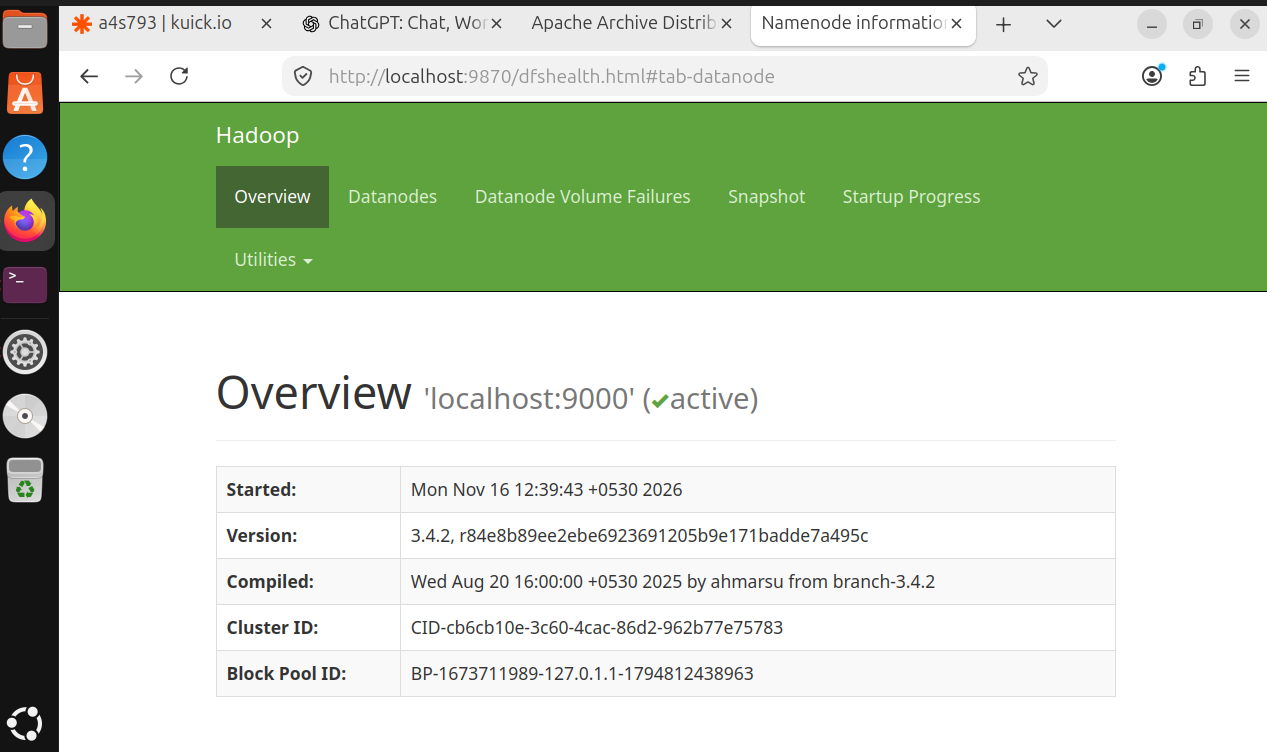 a4s793 | kuick.io
ChatGPT: Chat, Wor
Apache Archive Distrib
Namenode information
http://localhost:9870/dfshealth.html#tab-datanode
Hadoop
Overview
Datanodes
Datanode Volume Failures
Snapshot
Startup Progress
Utilities
Overview 'localhost:9000' (✔active)
Started: Mon Nov 16 12:39:43 +0530 2026
Version: 3.4.2, r84e8b89ee2ebe6923691205b9e171badde7a495c
Compiled: Wed Aug 20 16:00:00 +0530 2025 by ahmarsu from branch-3.4.2
Cluster ID: CID-cb6cb10e-3c60-4cac-86d2-962b77e75783
Block Pool ID: BP-1673711989-127.0.1.1-1794812438963